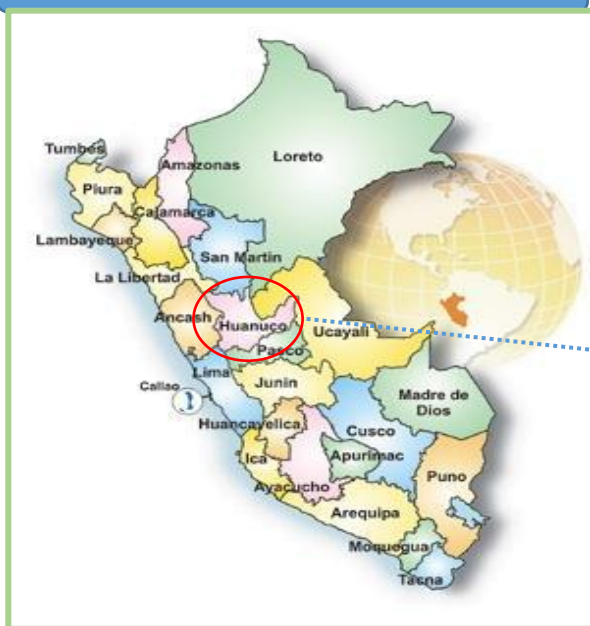 Tumbes
Piura
Lambayeque
Amazonas
Cajamarca
Loreto
San Martin
La Libertad
Ancash
Huanuco
Ucayali
Pasco
Lima
Callao
Junin
Madre de
Dios
Huancavelica
Cusco
Ica
Apurimac
Puno
Ayacucho
Arequipa
Moquegua
Tacna